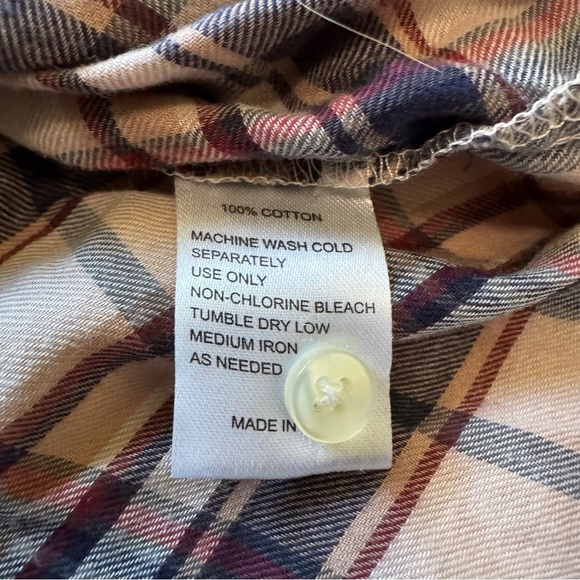 100% COTTON
MACHINE WASH COLD
SEPARATELY
USE ONLY
NON-CHLORINE BLEACH
TUMBLE DRY LOW
MEDIUM IRON
AS NEEDED
MADE IN